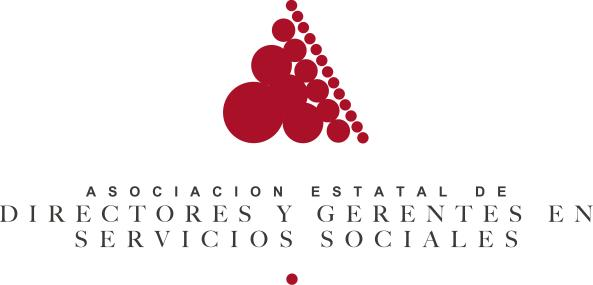 ASOCIACION ESTATAL DE
DIRECTORES Y GERENTES EN
SERVICIOS SOCIALES